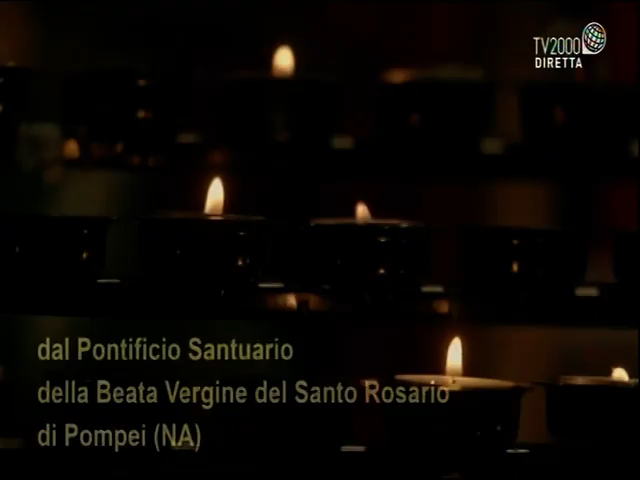 TV2000
DIRETTA
dal Pontificio Santuario
della Beata Vergine del Santo Rosario
di Pompei (NA)